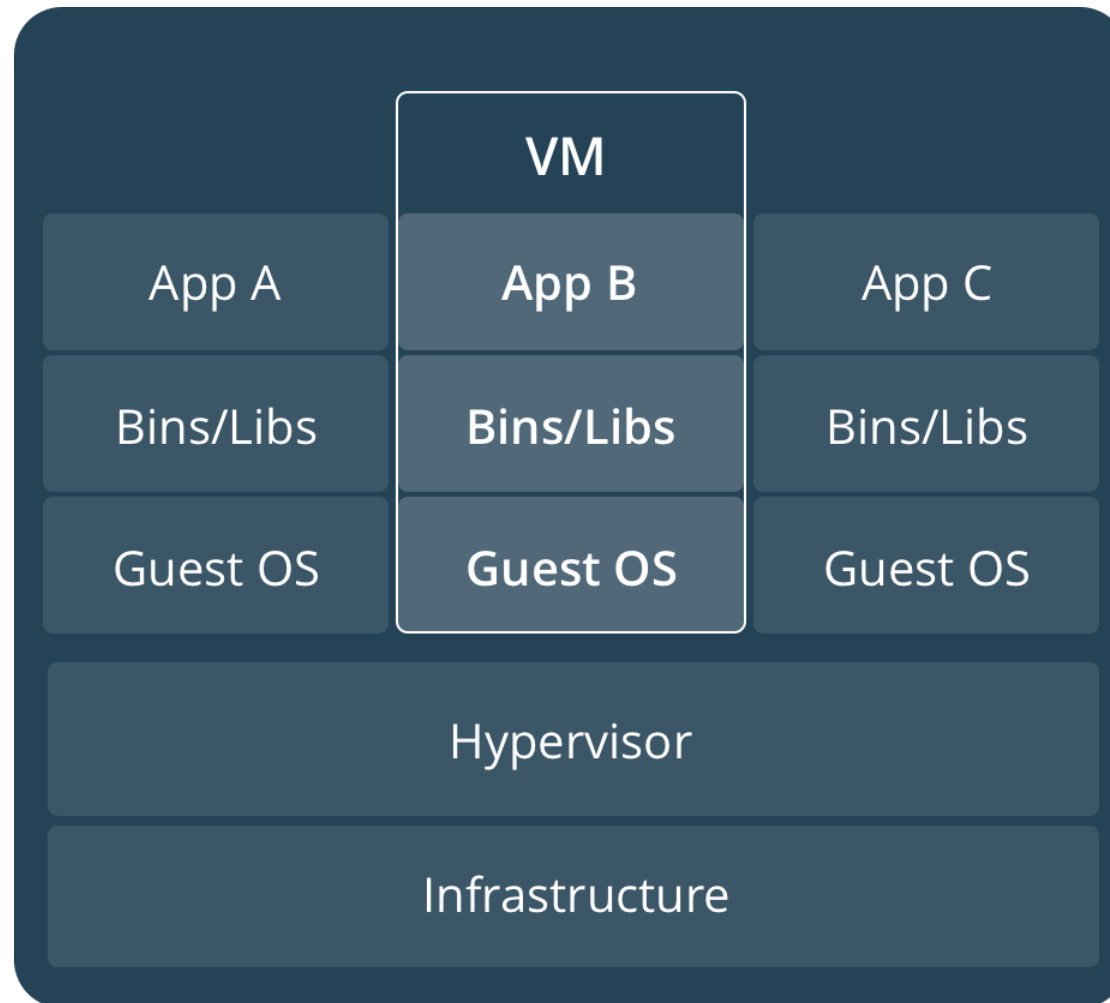 VM
App A
App B
App C
Bins/Libs
Bins/Libs
Bins/Libs
Guest OS
Guest OS
Guest OS
Hypervisor
Infrastructure